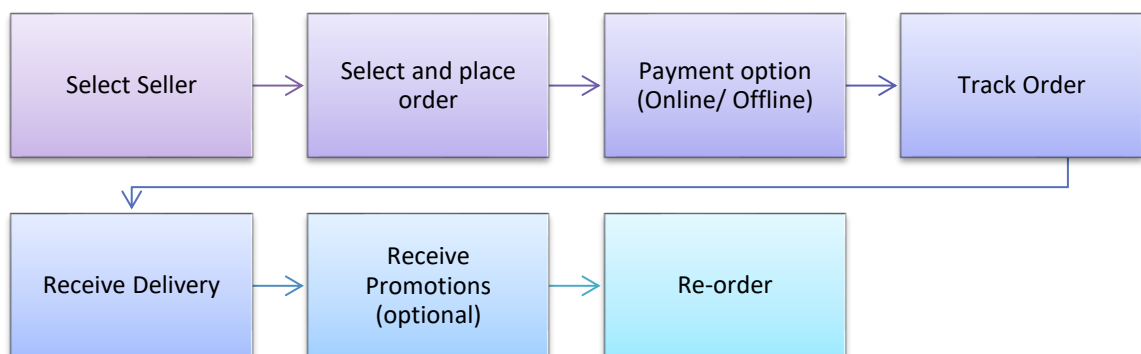 Select Seller
Select and place
order
Payment option
(Online/ Offline)
Track Order
Receive Delivery
Receive
Promotions
(optional)
Re-order